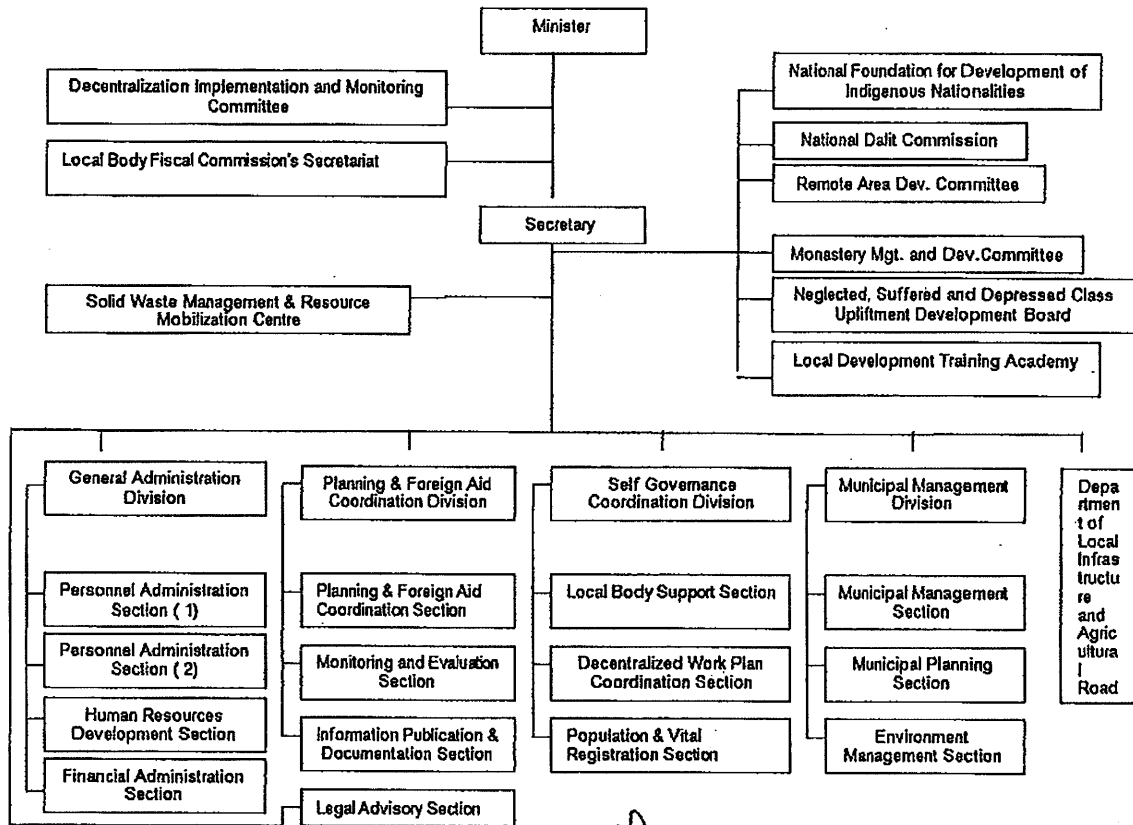 Minister
Decentralization Implementation and Monitoring
Committee
Local Body Fiscal Commission's Secretariat
National Foundation for Development of
Indigenous Nationalities
National Dalit Commission
Remote Area Dev. Committee
Secretary
Monastery Mgt. and Dev.Committee
Solid Waste Management & Resource
Mobilization Centre
Neglected, Suffered and Depressed Class
Upliftment Development Board
Local Development Training Academy
General Administration
Division
Personnel Administration
Section ( 1)
Personnel Administration
Section ( 2)
Human Resources
Development Section
Financial Administration
Section
Planning & Foreign Aid
Coordination Division
Planning & Foreign Aid
Coordination Section
Monitoring and Evaluation
Section
Information Publication &
Documentation Section
Legal Advisory Section
Self Governance
Coordination Division
Local Body Support Section
Decentralized Work Plan
Coordination Section
Population & Vital
Registration Section
Municipal Management
Division
Municipal Management
Section
Municipal Planning
Section
Environment
Management Section
Depa
rtmen
t of
Local
Infras
tructu
re
and
Agric
ultura
l
Road